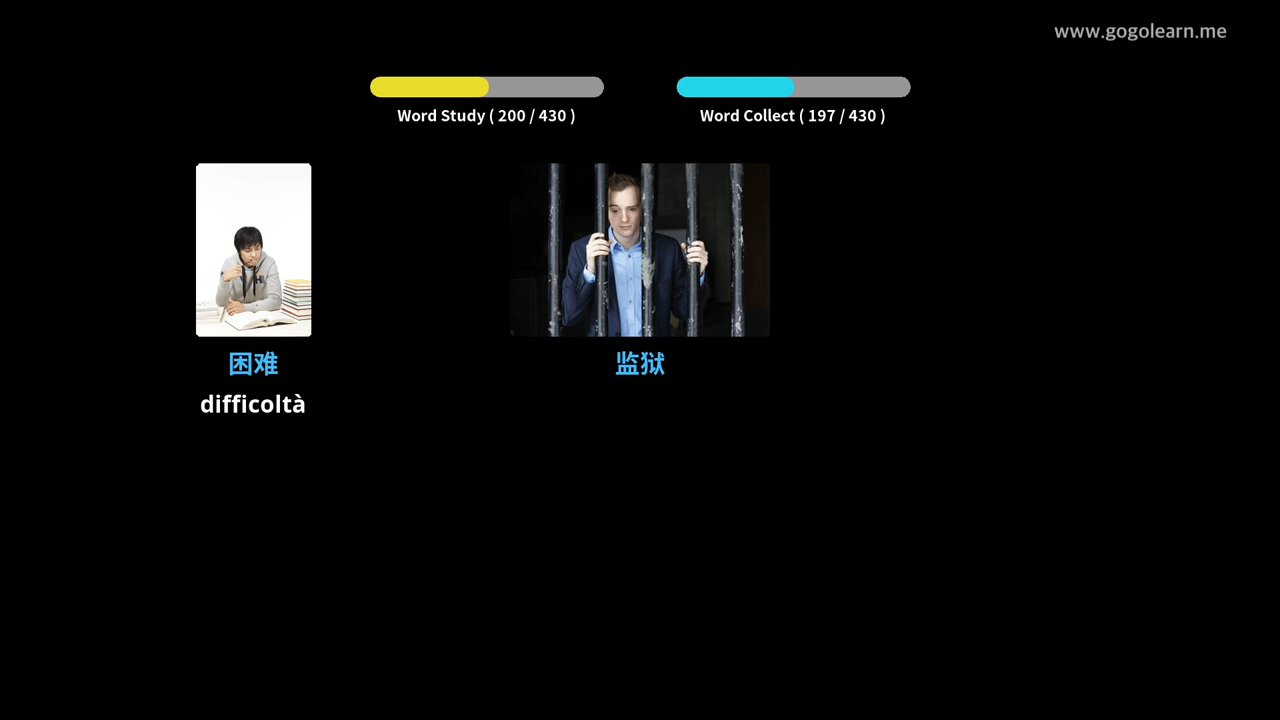 www.gogolearn.me
Word Study ( 200 / 430 )
Word Collect ( 197 / 430 )
困难
监狱
difficoltà